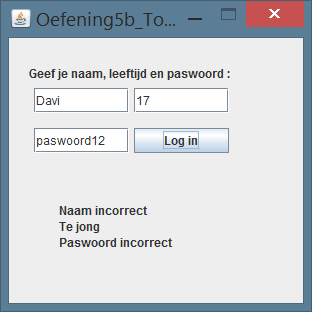 Oefening5b_To...
Geef je naam, leeftijd en paswoord :
Davi 17
paswoord12 Log in
Naam incorrect
Te jong
Paswoord incorrect